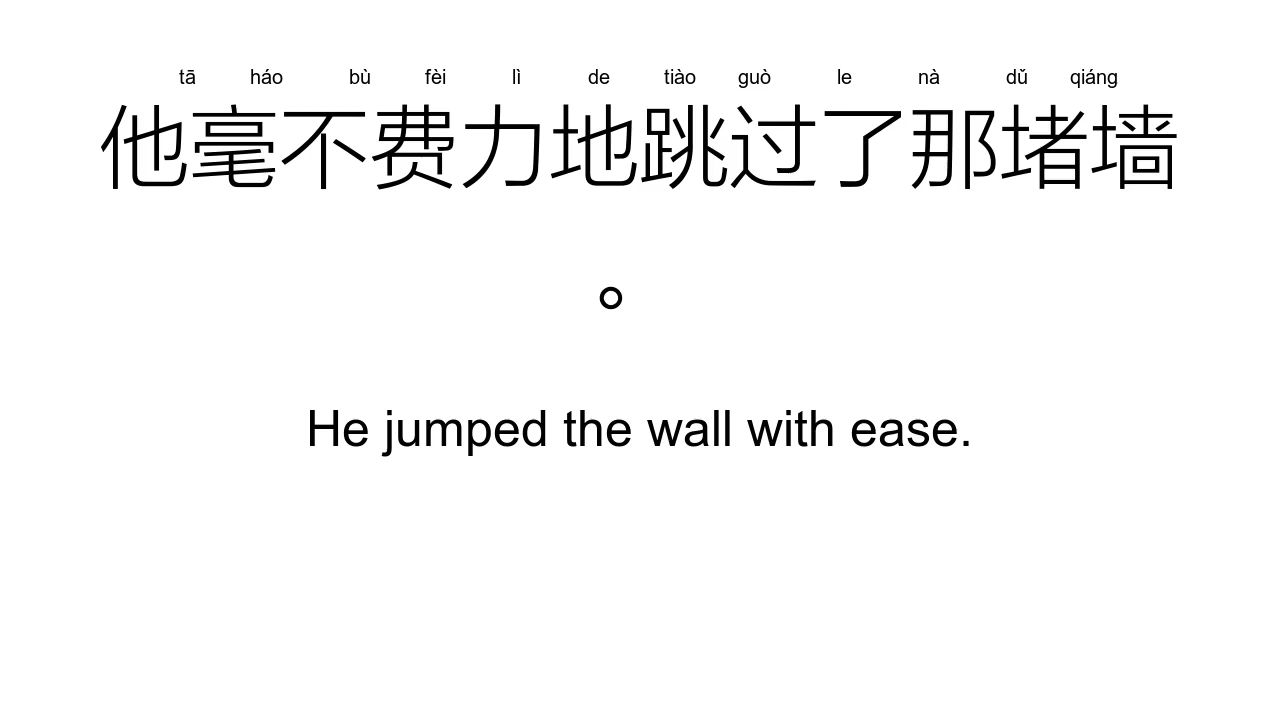 tā háo bù fèi lì de tiào guò le nà dǔ qiáng
他毫不费力地跳过了那堵墙
。
He jumped the wall with ease.